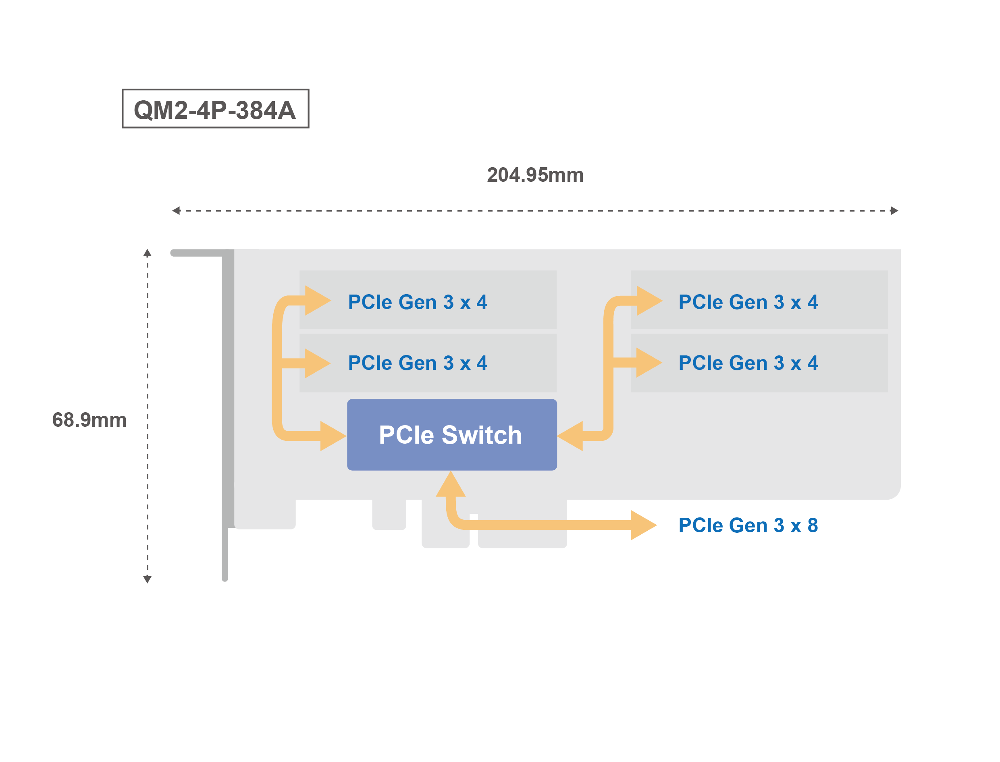 QM2-4P-384A
204.95mm
PCIe Gen 3 x 4
PCIe Gen 3 x 4
PCIe Gen 3 x 4
PCIe Gen 3 x 4
68.9mm
PCIe Switch
PCIe Gen 3 x 8